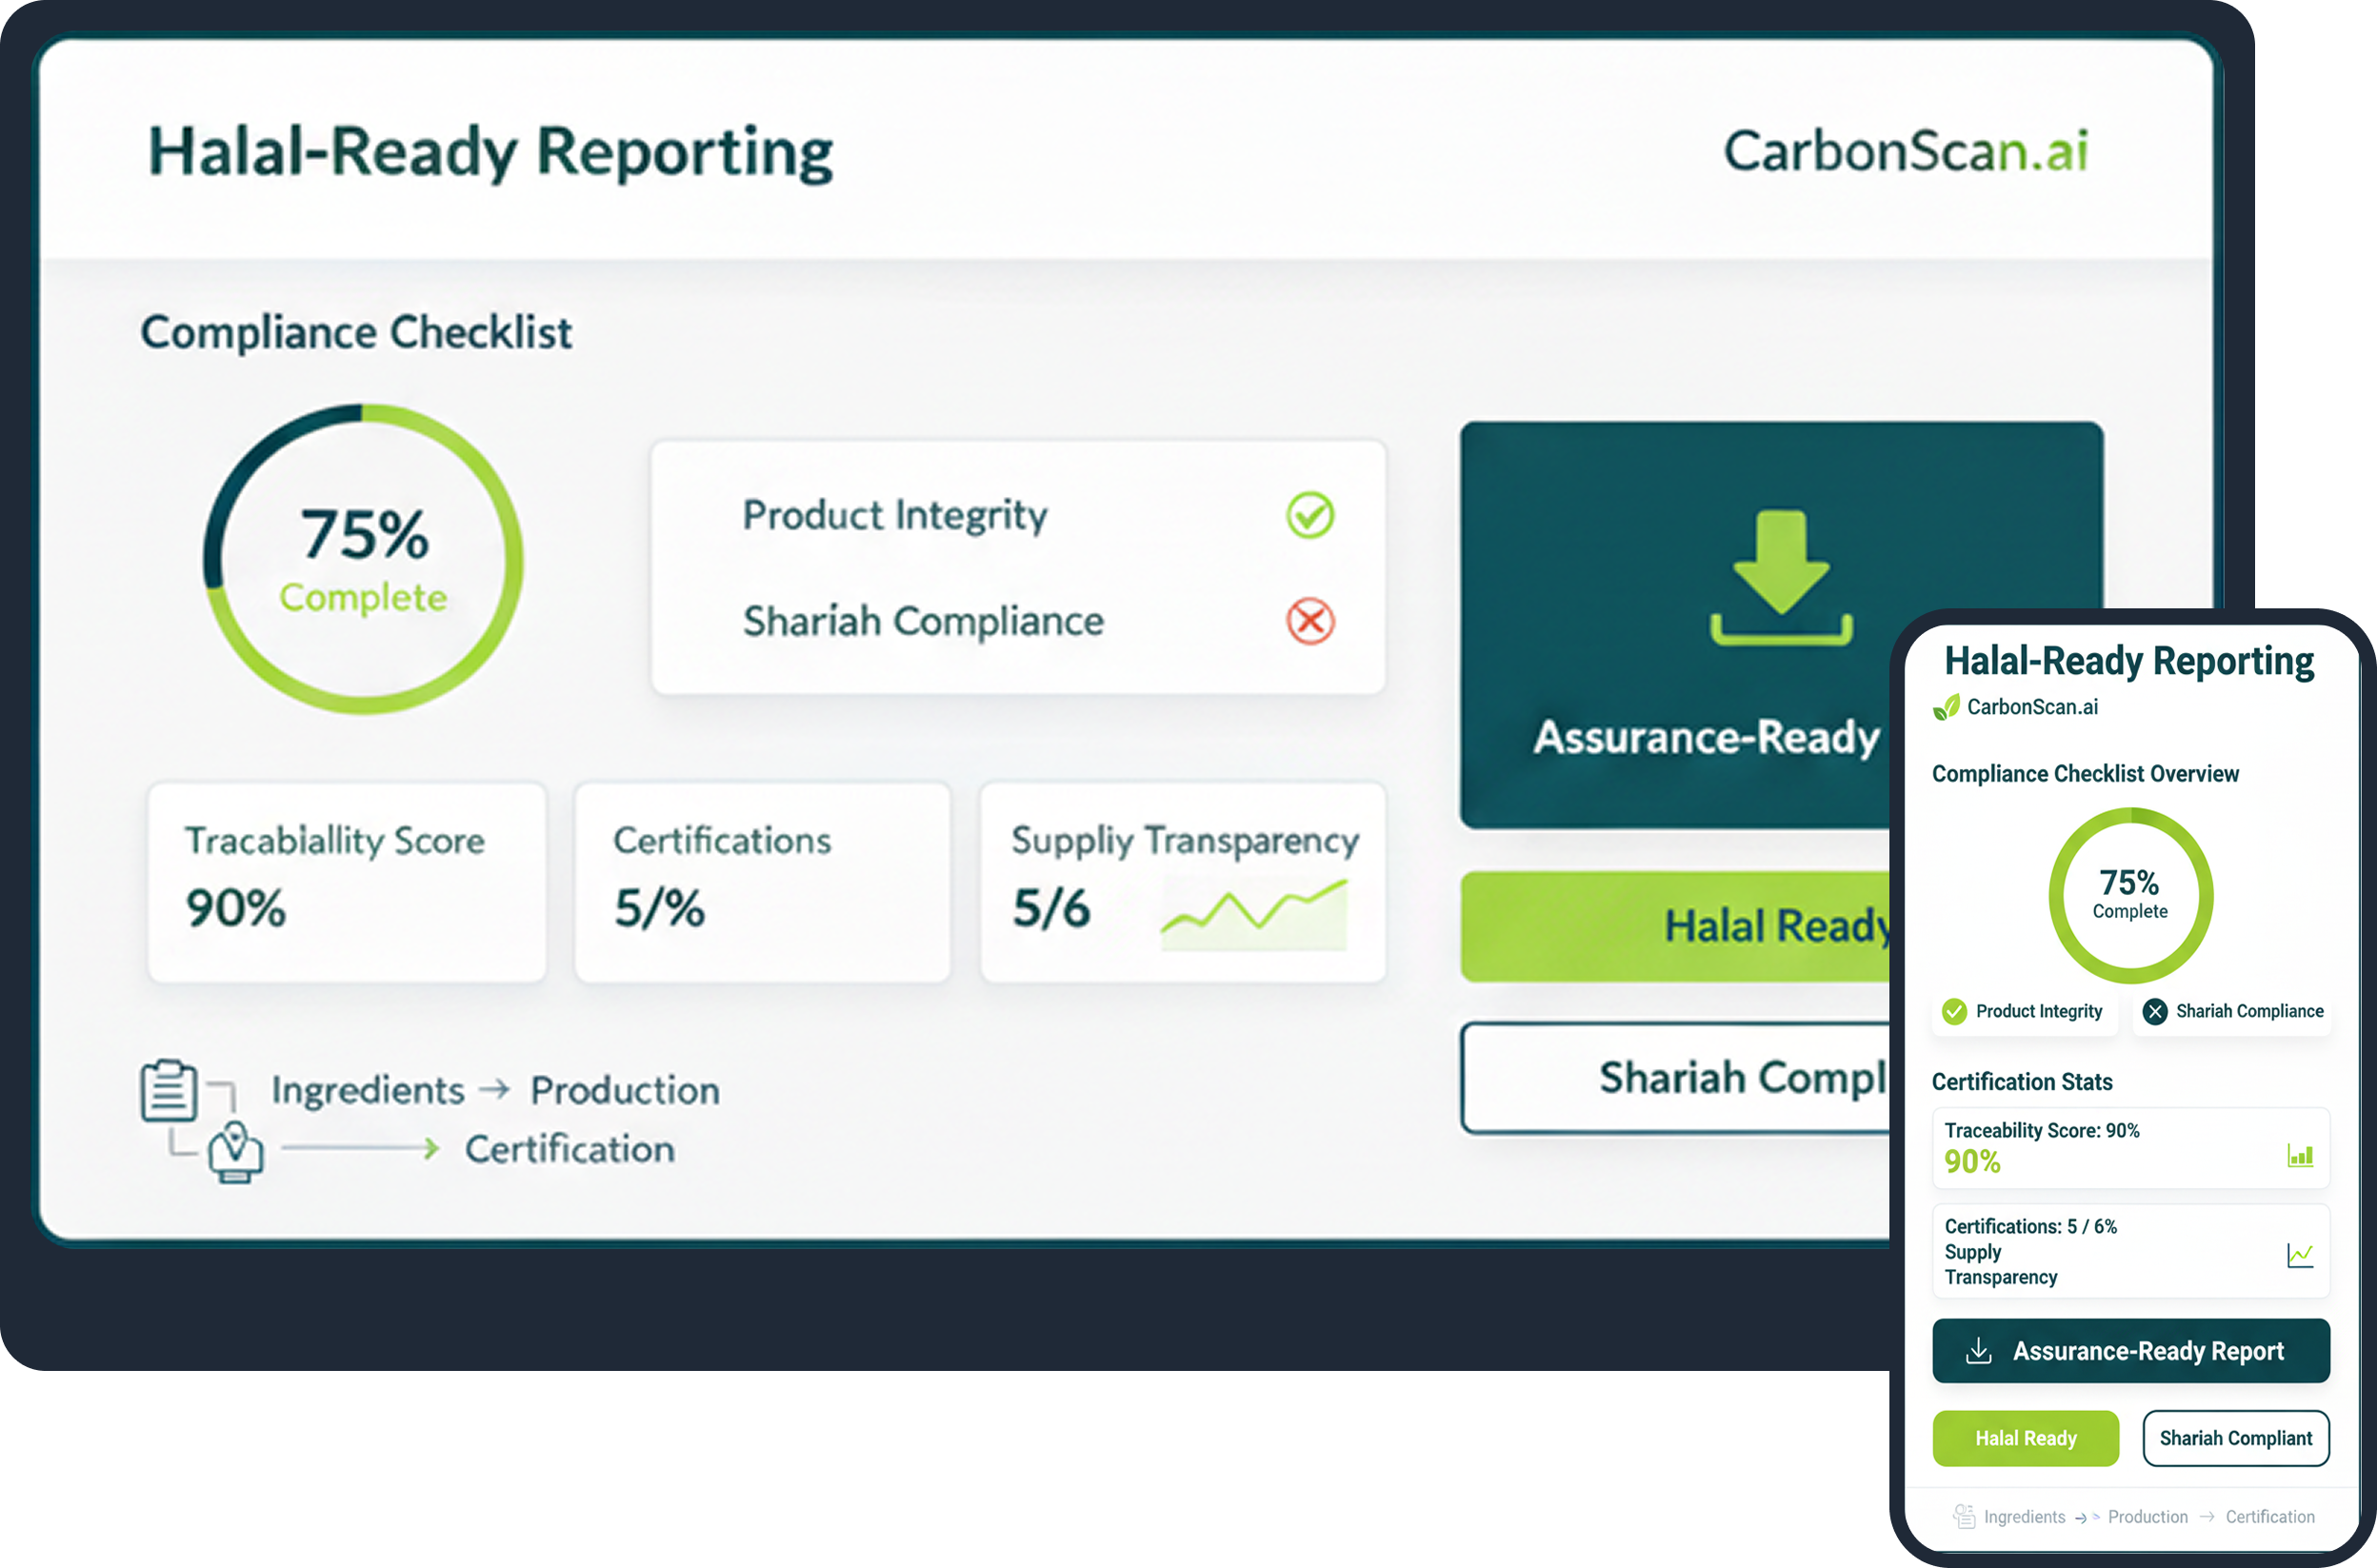 Halal-Ready Reporting
CarbonScan.ai
Compliance Checklist
75%
Complete
Product Integrity
Shariah Compliance
Assurance-Ready
Tracabiallity Score
90%
Certifications
5/%
Suppliy Transparency
5/6
Halal Ready
Shariah Compl
Ingredients → Production
→ Certification
Halal-Ready Reporting
CarbonScan.ai
Compliance Checklist Overview
75%
Complete
Product Integrity
Shariah Compliance
Certification Stats
Traceability Score: 90%
90%
Certifications: 5 / 6%
Supply
Transparency
Assurance-Ready Report
Halal Ready
Shariah Compliant
Ingredients → Production → Certification